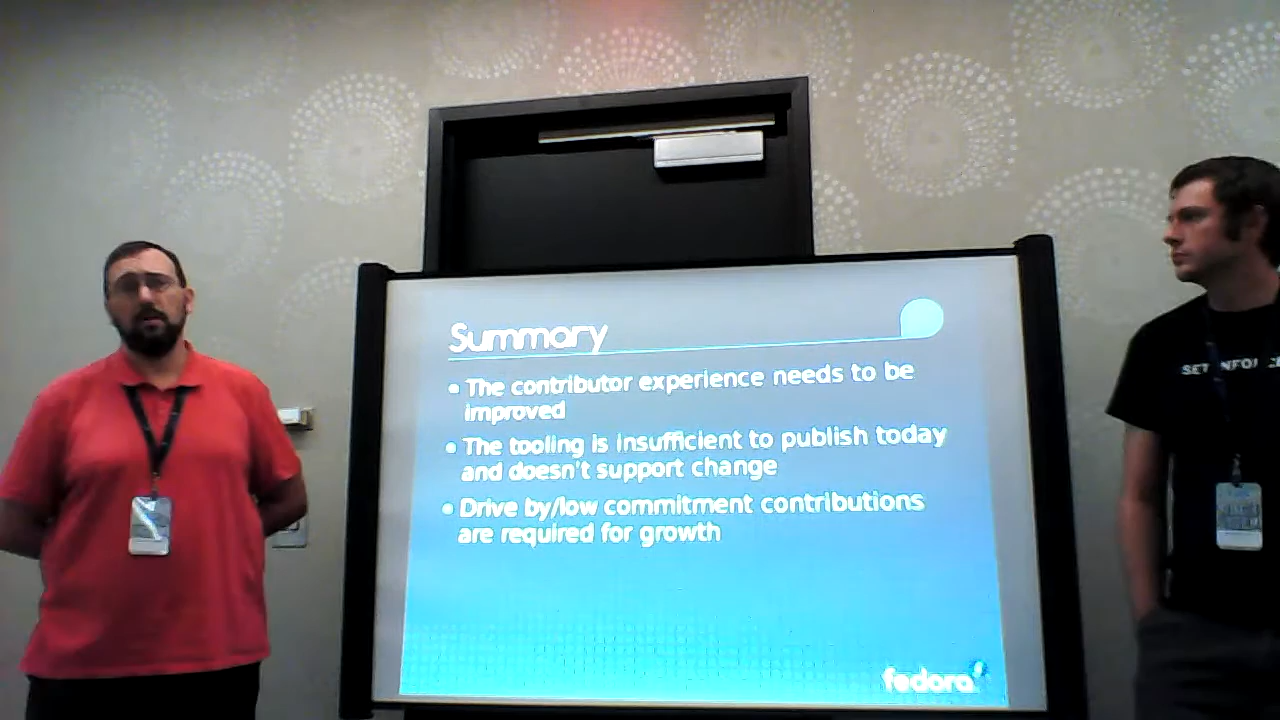 Summary
• The contributor experience needs to be
improved
• The tooling is insufficient to publish today
and doesn't support change
• Drive by/low commitment contributions
are required for growth
fedora